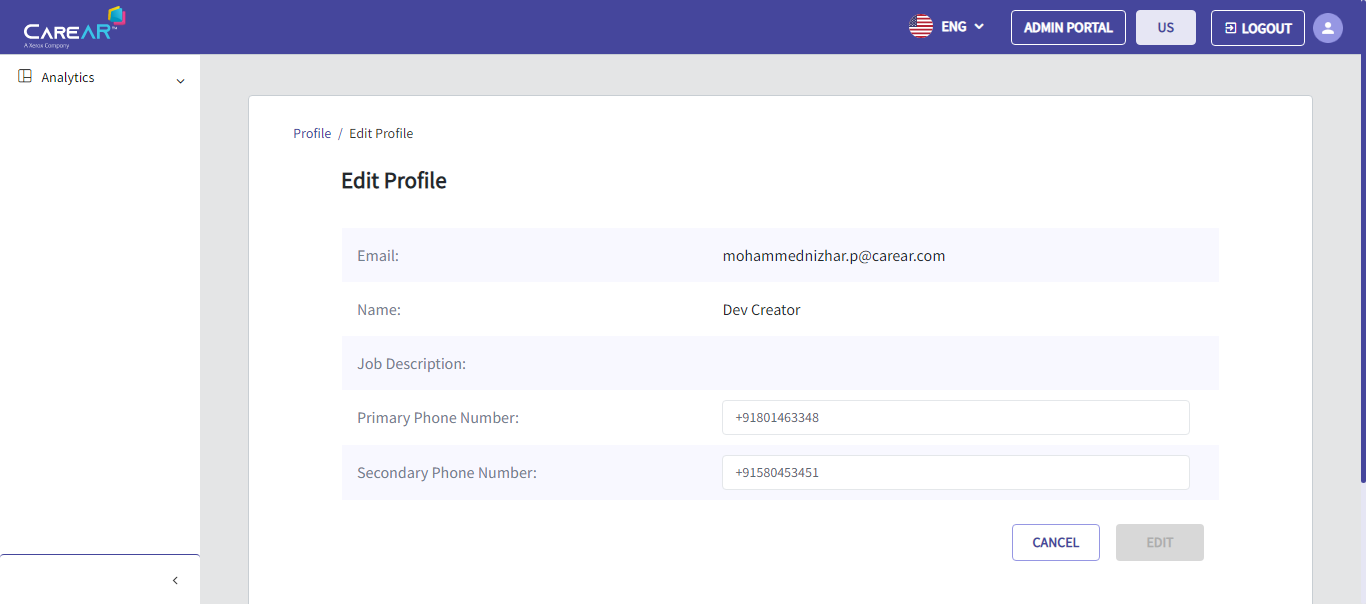 CAREAR™
A Xerox Company
ENG
ADMIN PORTAL
US
LOGOUT
Analytics
Profile / Edit Profile
Edit Profile
Email: mohammednizhar.p@carear.com
Name: Dev Creator
Job Description:
Primary Phone Number: +91801463348
Secondary Phone Number: +91580453451
CANCEL
EDIT